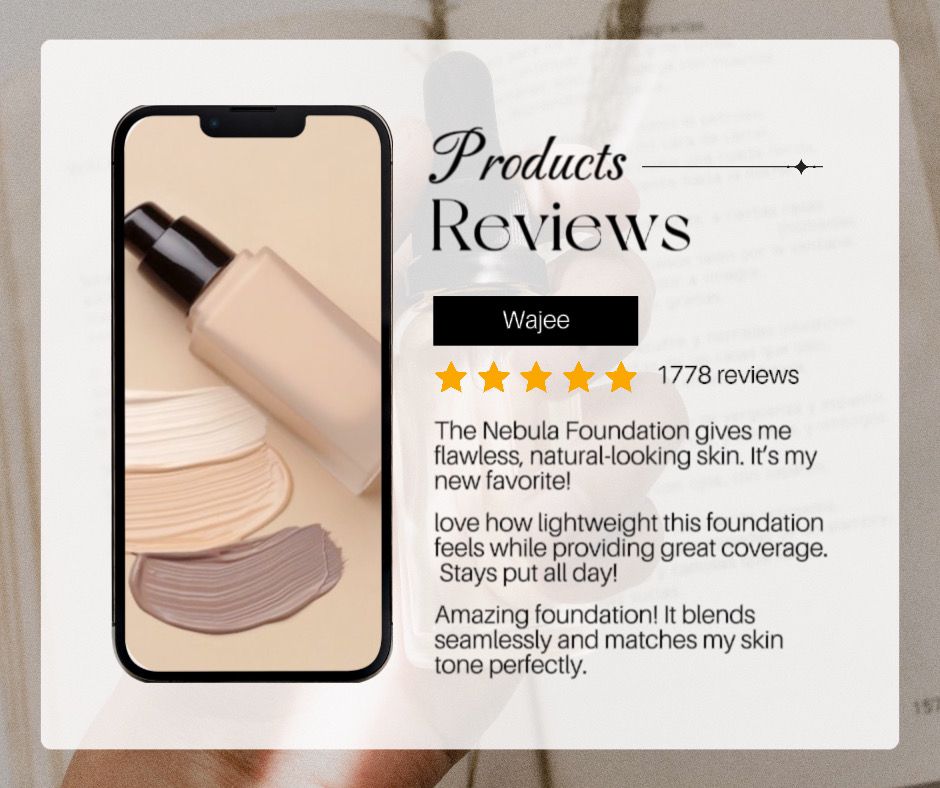 Products
Reviews
Wajee
1778 reviews
The Nebula Foundation gives me
flawless, natural-looking skin. It's my
new favorite!
love how lightweight this foundation
feels while providing great coverage.
Stays put all day!
Amazing foundation! It blends
seamlessly and matches my skin
tone perfectly.